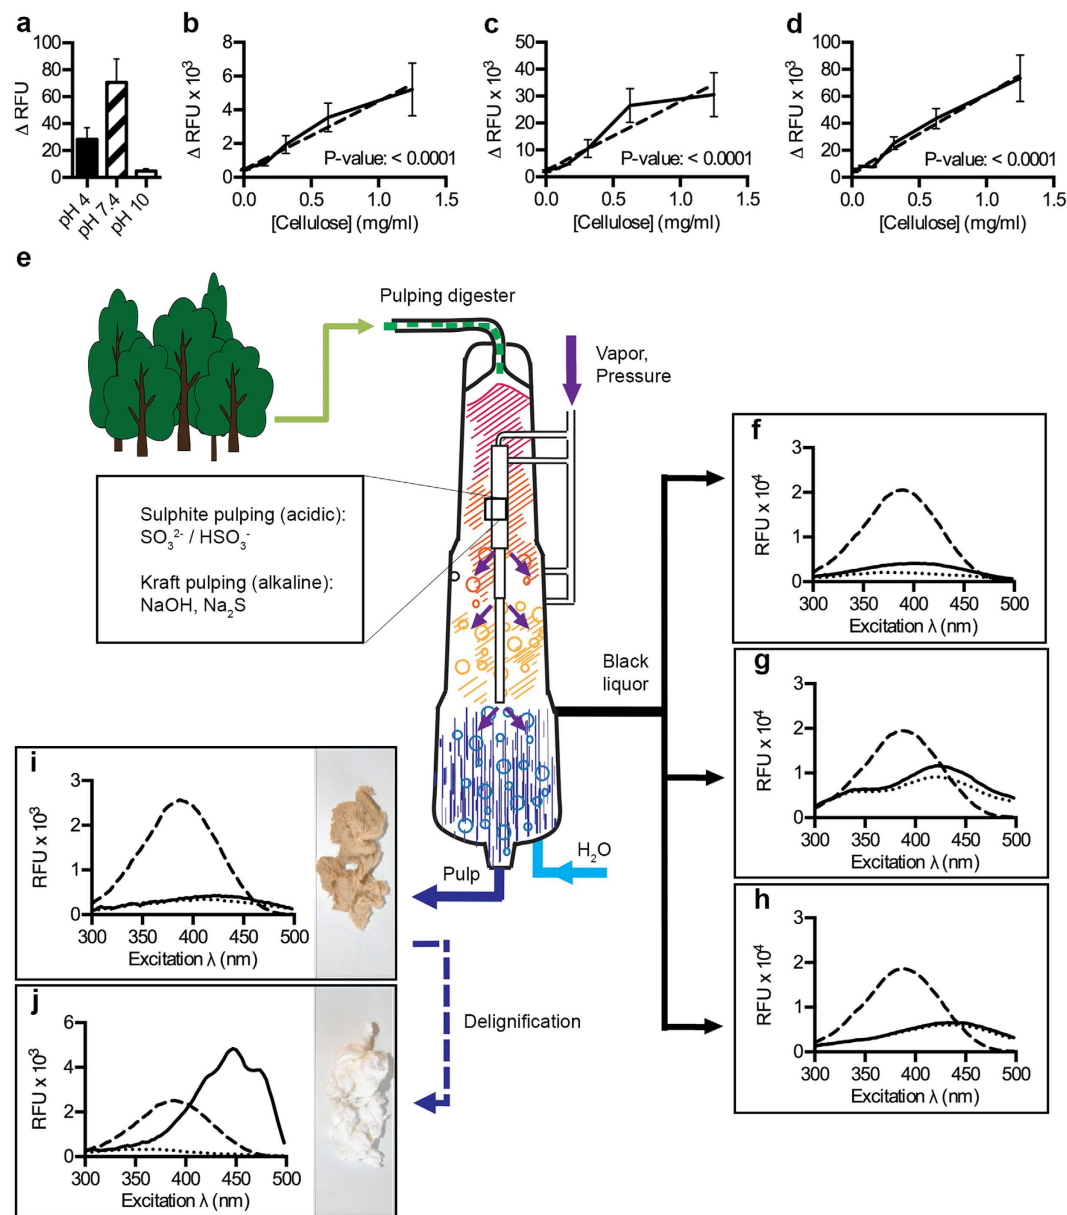 a
Δ RFU
100
80
60
40
20
0
pH 4
pH 7.4
pH 10
b
Δ RFU x 10³
8
6
4
2
0
P-value: < 0.0001
0.0 0.5 1.0 1.5
[Cellulose] (mg/ml)
c
Δ RFU x 10³
50
40
30
20
10
0
P-value: < 0.0001
0.0 0.5 1.0 1.5
[Cellulose] (mg/ml)
d
Δ RFU x 10³
100
80
60
40
20
0
P-value: < 0.0001
0.0 0.5 1.0 1.5
[Cellulose] (mg/ml)
e
Pulping digester
Vapor,
Pressure
Sulphite pulping (acidic):
SO₃²⁻ / HSO₃⁻
Kraft pulping (alkaline):
NaOH, Na₂S
Black
liquor
H₂O
Pulp
Delignification
f
RFU x 10⁴
3
2
1
0
300 350 400 450 500
Excitation λ (nm)
g
RFU x 10⁴
3
2
1
0
300 350 400 450 500
Excitation λ (nm)
h
RFU x 10⁴
3
2
1
0
300 350 400 450 500
Excitation λ (nm)
i
RFU x 10³
3
2
1
0
300 350 400 450 500
Excitation λ (nm)
j
RFU x 10³
6
4
2
0
300 350 400 450 500
Excitation λ (nm)